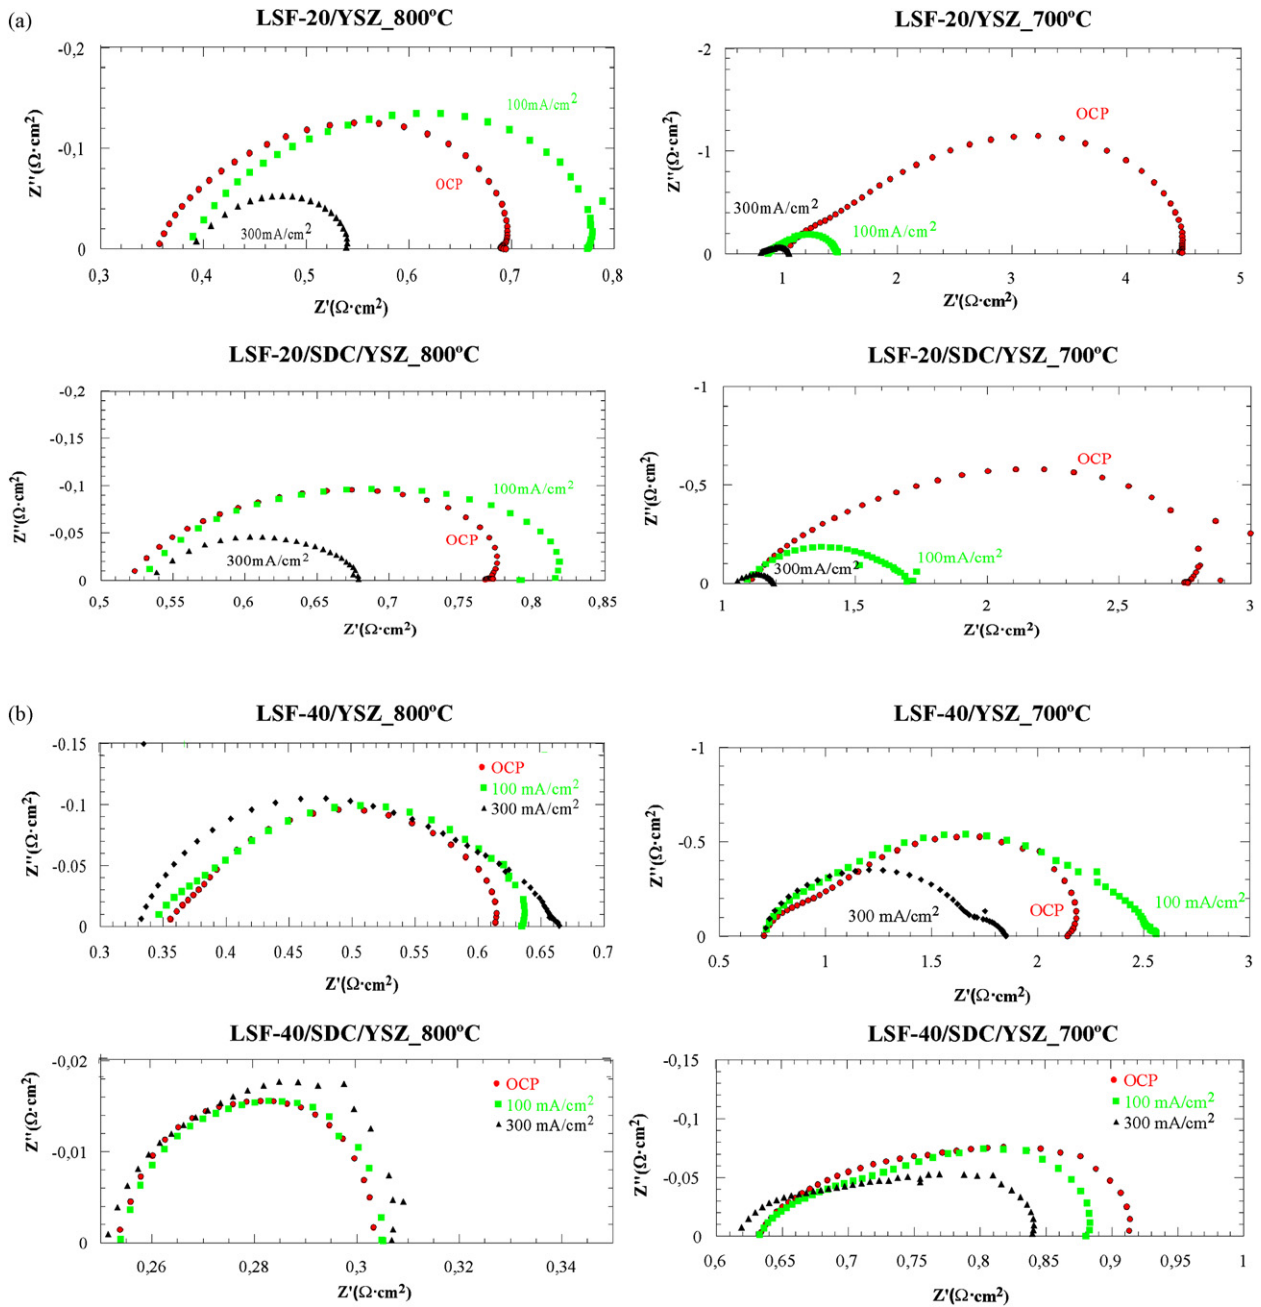 (a)
LSF-20/YSZ_800ºC
-0,2
-0,1
0
Z''(Ω·cm²)
100mA/cm²
OCP
300mA/cm²
0,3 0,4 0,5 0,6 0,7 0,8
Z'(Ω·cm²)
LSF-20/YSZ_700ºC
-2
-1
0
Z''(Ω·cm²)
OCP
300mA/cm²
100mA/cm²
1 2 3 4 5
Z'(Ω·cm²)
LSF-20/SDC/YSZ_800ºC
-0,2
-0,15
-0,1
-0,05
0
Z''(Ω·cm²)
100mA/cm²
OCP
300mA/cm²
0,5 0,55 0,6 0,65 0,7 0,75 0,8 0,85
Z'(Ω·cm²)
LSF-20/SDC/YSZ_700ºC
-1
-0,5
0
Z''(Ω·cm²)
OCP
100mA/cm²
300mA/cm²
1 1,5 2 2,5 3
Z'(Ω·cm²)
(b)
LSF-40/YSZ_800ºC
-0.15
-0.1
-0.05
0
Z''(Ω·cm²)
OCP
100 mA/cm²
300 mA/cm²
0.3 0.35 0.4 0.45 0.5 0.55 0.6 0.65 0.7
Z'(Ω·cm²)
LSF-40/YSZ_700ºC
-1
-0.5
0
Z''(Ω·cm²)
300 mA/cm²
OCP
100 mA/cm²
0.5 1 1.5 2 2.5 3
Z'(Ω·cm²)
LSF-40/SDC/YSZ_800ºC
-0,02
-0,01
0
Z''(Ω·cm²)
OCP
100 mA/cm²
300 mA/cm²
0,26 0,28 0,3 0,32 0,34
Z'(Ω·cm²)
LSF-40/SDC/YSZ_700ºC
-0,15
-0,1
-0,05
0
Z''(Ω·cm²)
OCP
100 mA/cm²
300 mA/cm²
0,6 0,65 0,7 0,75 0,8 0,85 0,9 0,95 1
Z'(Ω·cm²)